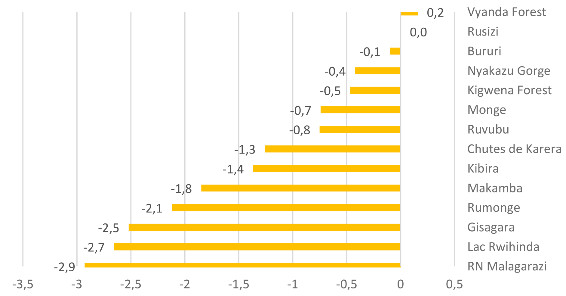 0,2 Vyanda Forest
0,0 Rusizi
-0,1 Bururi
-0,4 Nyakazu Gorge
-0,5 Kigwena Forest
-0,7 Monge
-0,8 Ruvubu
-1,3 Chutes de Karera
-1,4 Kibira
-1,8 Makamba
-2,1 Rumonge
-2,5 Gisagara
-2,7 Lac Rwihinda
-2,9 RN Malagarazi
-3,5 -3 -2,5 -2 -1,5 -1 -0,5 0 0,5